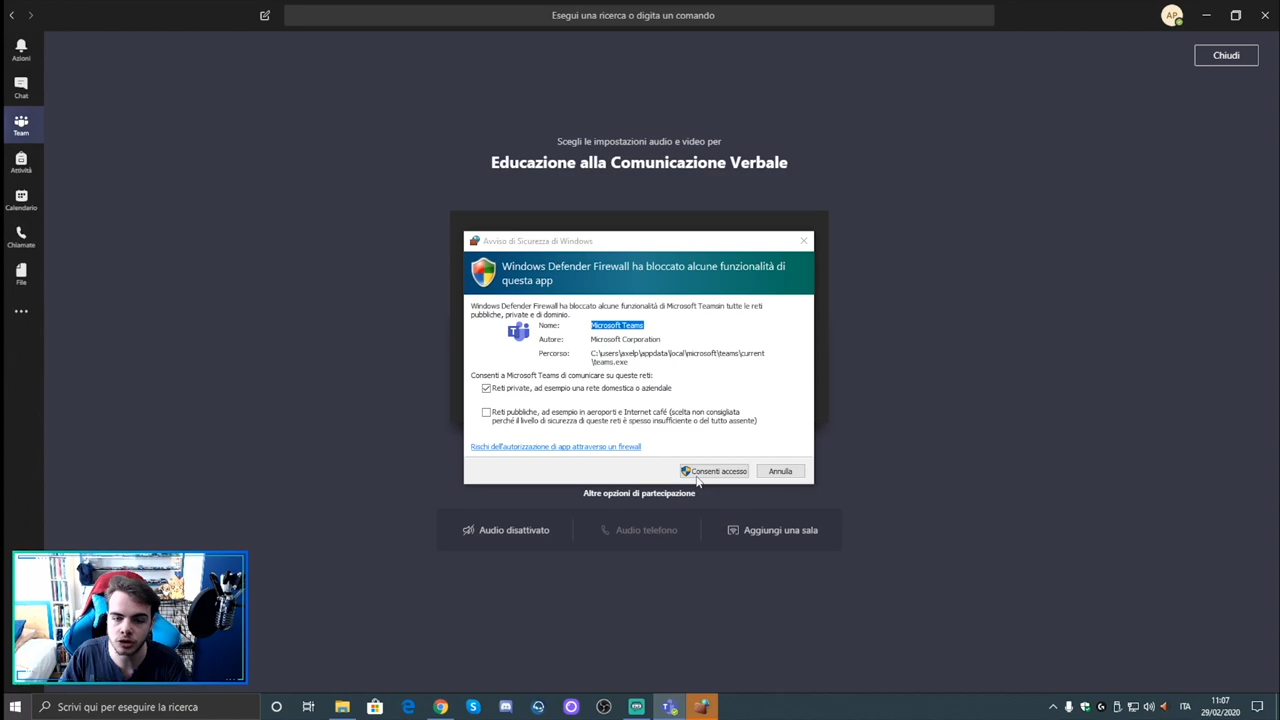 Esegui una ricerca o digita un comando
AP
Azioni
Chat
Team
Attività
Calendario
Chiamate
File
Chiudi
Scegli le impostazioni audio e video per
Educazione alla Comunicazione Verbale
Avviso di Sicurezza di Windows
Windows Defender Firewall ha bloccato alcune funzionalità di
questa app
Windows Defender Firewall ha bloccato alcune funzionalità di Microsoft Teamsin tutte le reti
pubbliche, private e di dominio.
Nome: Microsoft Teams
Autore: Microsoft Corporation
Percorso: C:\users\axelp\appdata\local\microsoft\teams\current
\teams.exe
Consenti a Microsoft Teams di comunicare su queste reti:
Reti private, ad esempio una rete domestica o aziendale
Reti pubbliche, ad esempio in aeroporti e Internet café (scelta non consigliata
perché il livello di sicurezza di queste reti è spesso insufficiente o del tutto assente)
Rischi dell'autorizzazione di app attraverso un firewall
Consenti accesso Annulla
Altre opzioni di partecipazione
Audio disattivato Audio telefono Aggiungi una sala
Scrivi qui per eseguire la ricerca
ITA
11:07
29/02/2020